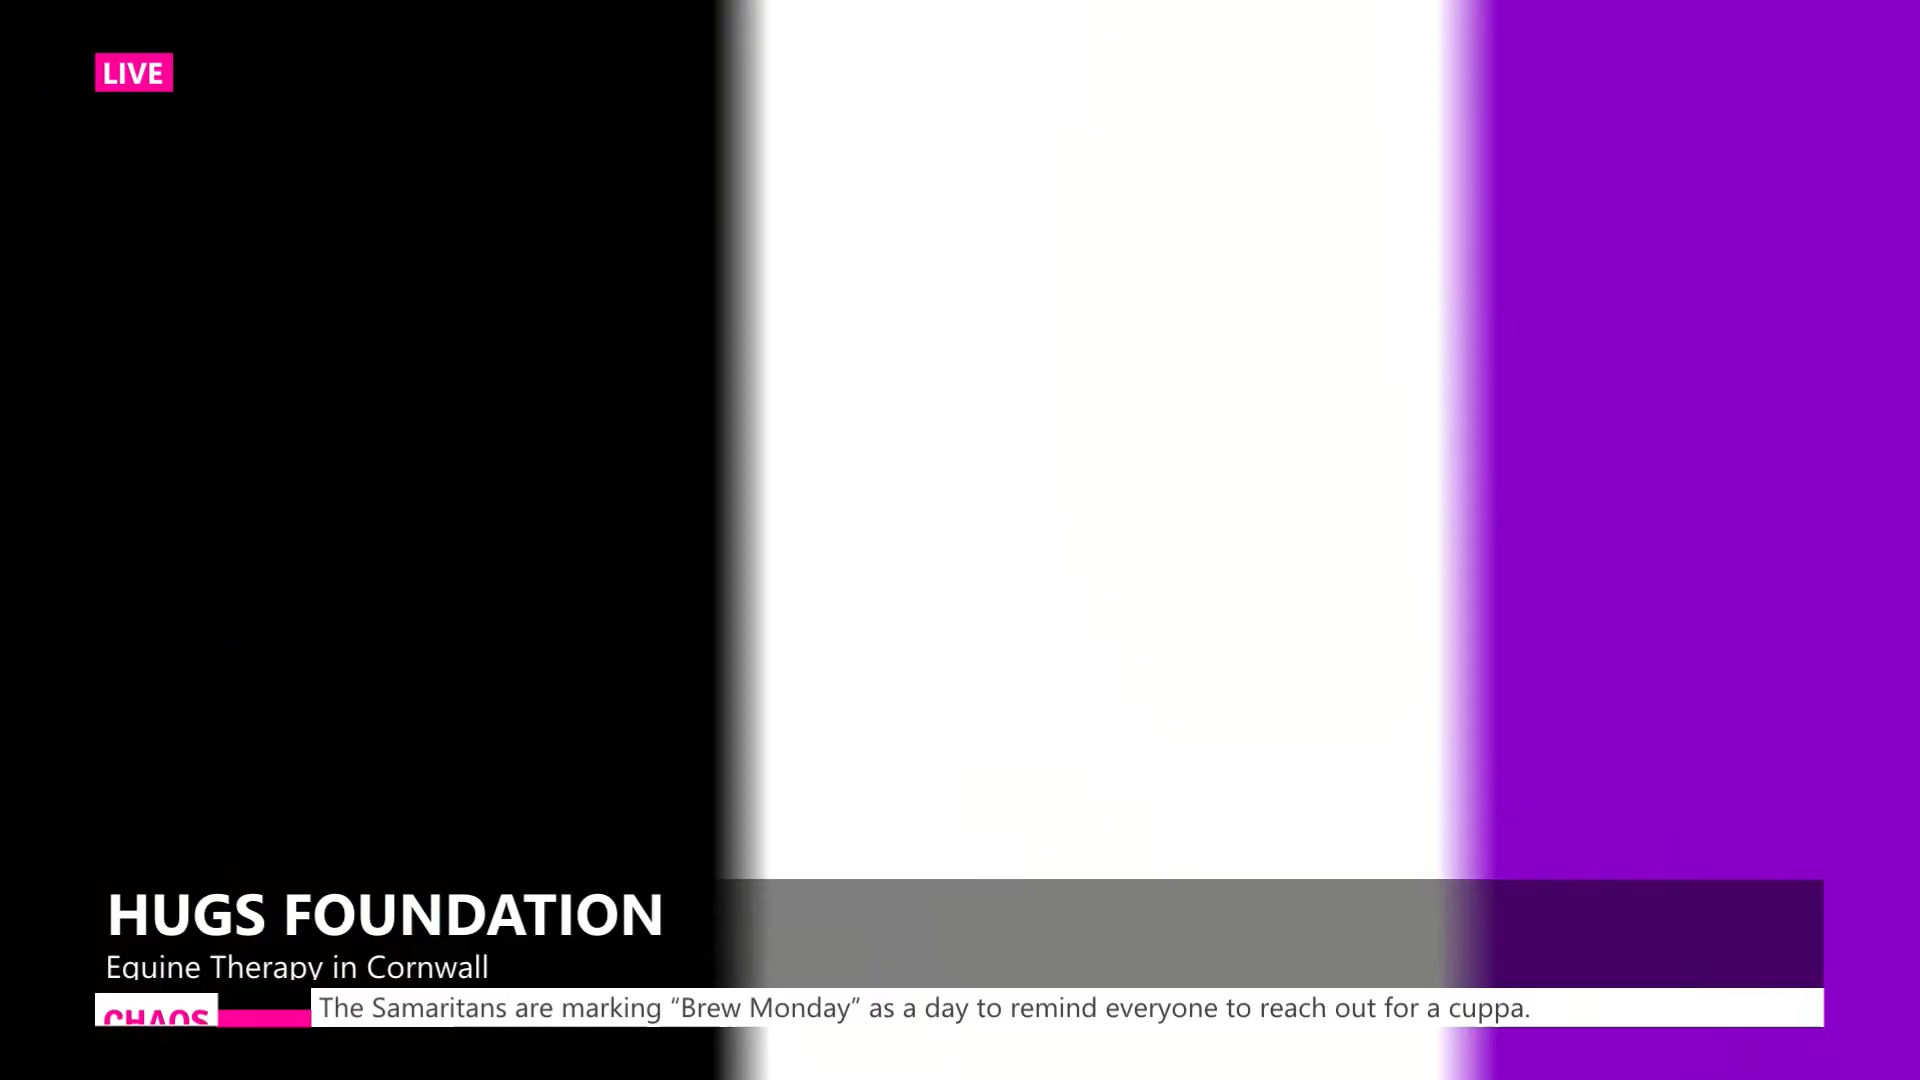 LIVE
HUGS FOUNDATION
Equine Therapy in Cornwall
CHAOS
The Samaritans are marking “Brew Monday” as a day to remind everyone to reach out for a cuppa.